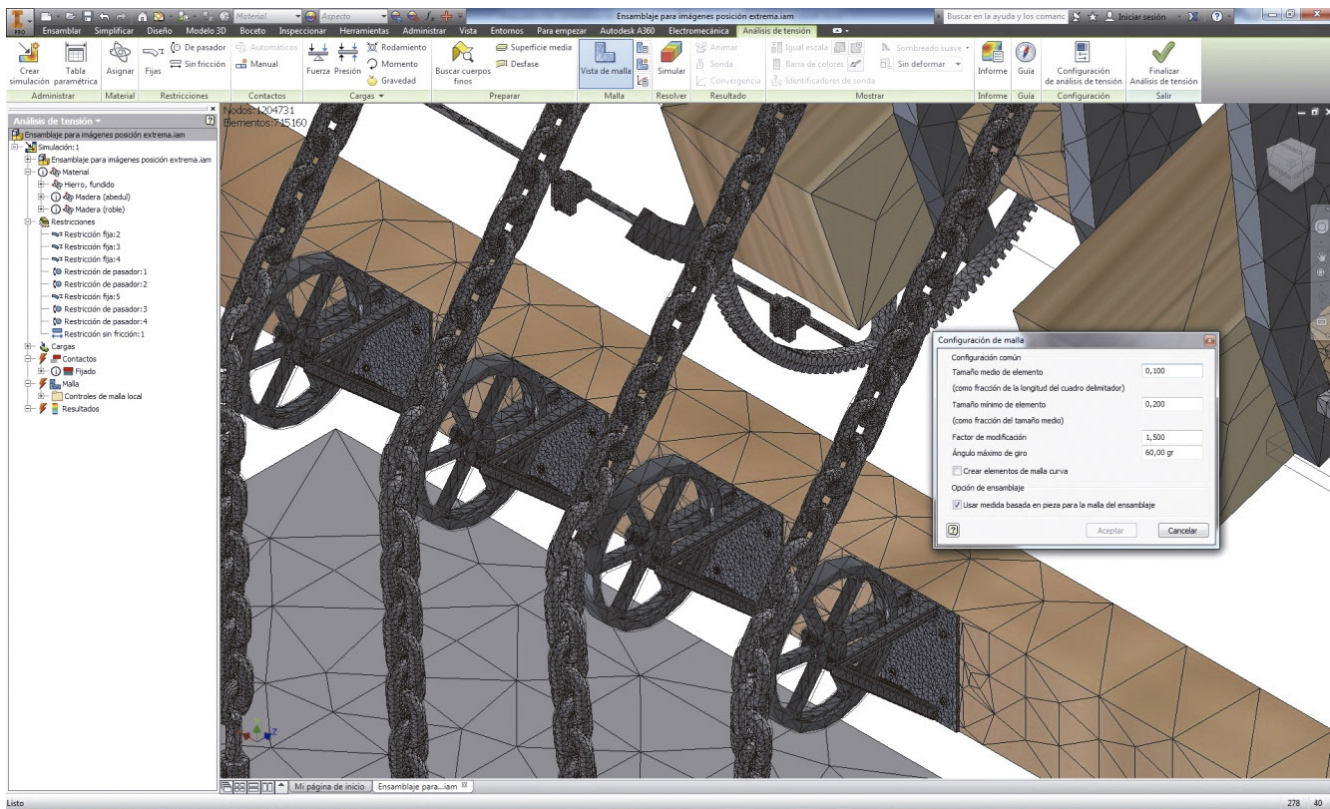 PRO
Material
Aspecto
Ensamblaje para imágenes posición extrema.iam
Buscar en la ayuda y los comanc
Iniciar sesión
Ensamblar Simplificar Diseño Modelo 3D Boceto Inspeccionar Herramientas Administrar Vista Entornos Para empezar Autodesk A360 Electromecánica Análisis de tensión
Crear simulación
Tabla paramétrica
Administrar
Asignar
Material
Fijas
De pasador
Sin fricción
Restricciones
Automáticos
Manual
Contactos
Fuerza
Presión
Rodamiento
Momento
Gravedad
Cargas
Buscar cuerpos finos
Superficie media
Desfase
Preparar
Vista de malla
Malla
Simular
Resolver
Animar
Sonda
Convergencia
Resultado
Igual escala
Barra de colores
Identificadores de sonda
Sombreado suave
Sin deformar
Mostrar
Informe
Informe
Guía
Guía
Configuración de análisis de tensión
Configuración
Finalizar Análisis de tensión
Salir
Análisis de tensión
Ensamblaje para imágenes posición extrema.iam
Simulación:1
Ensamblaje para imágenes posición extrema.iam
Material
Hierro, fundido
Madera (abedul)
Madera (roble)
Restricciones
Restricción fija:2
Restricción fija:3
Restricción fija:4
Restricción de pasador:1
Restricción de pasador:2
Restricción fija:5
Restricción de pasador:3
Restricción de pasador:4
Restricción sin fricción:1
Cargas
Contactos
Fijado
Malla
Controles de malla local
Resultados
Nodos:1204731
Elementos:715160
Configuración de malla
Configuración común
Tamaño medio de elemento 0,100
(como fracción de la longitud del cuadro delimitador)
Tamaño mínimo de elemento 0,200
(como fracción del tamaño medio)
Factor de modificación 1,500
Ángulo máximo de giro 60,00 gr
Crear elementos de malla curva
Opción de ensamblaje
Usar medida basada en pieza para la malla del ensamblaje
Aceptar Cancelar
Mi página de inicio Ensamblaje para...iam
Listo 278 40